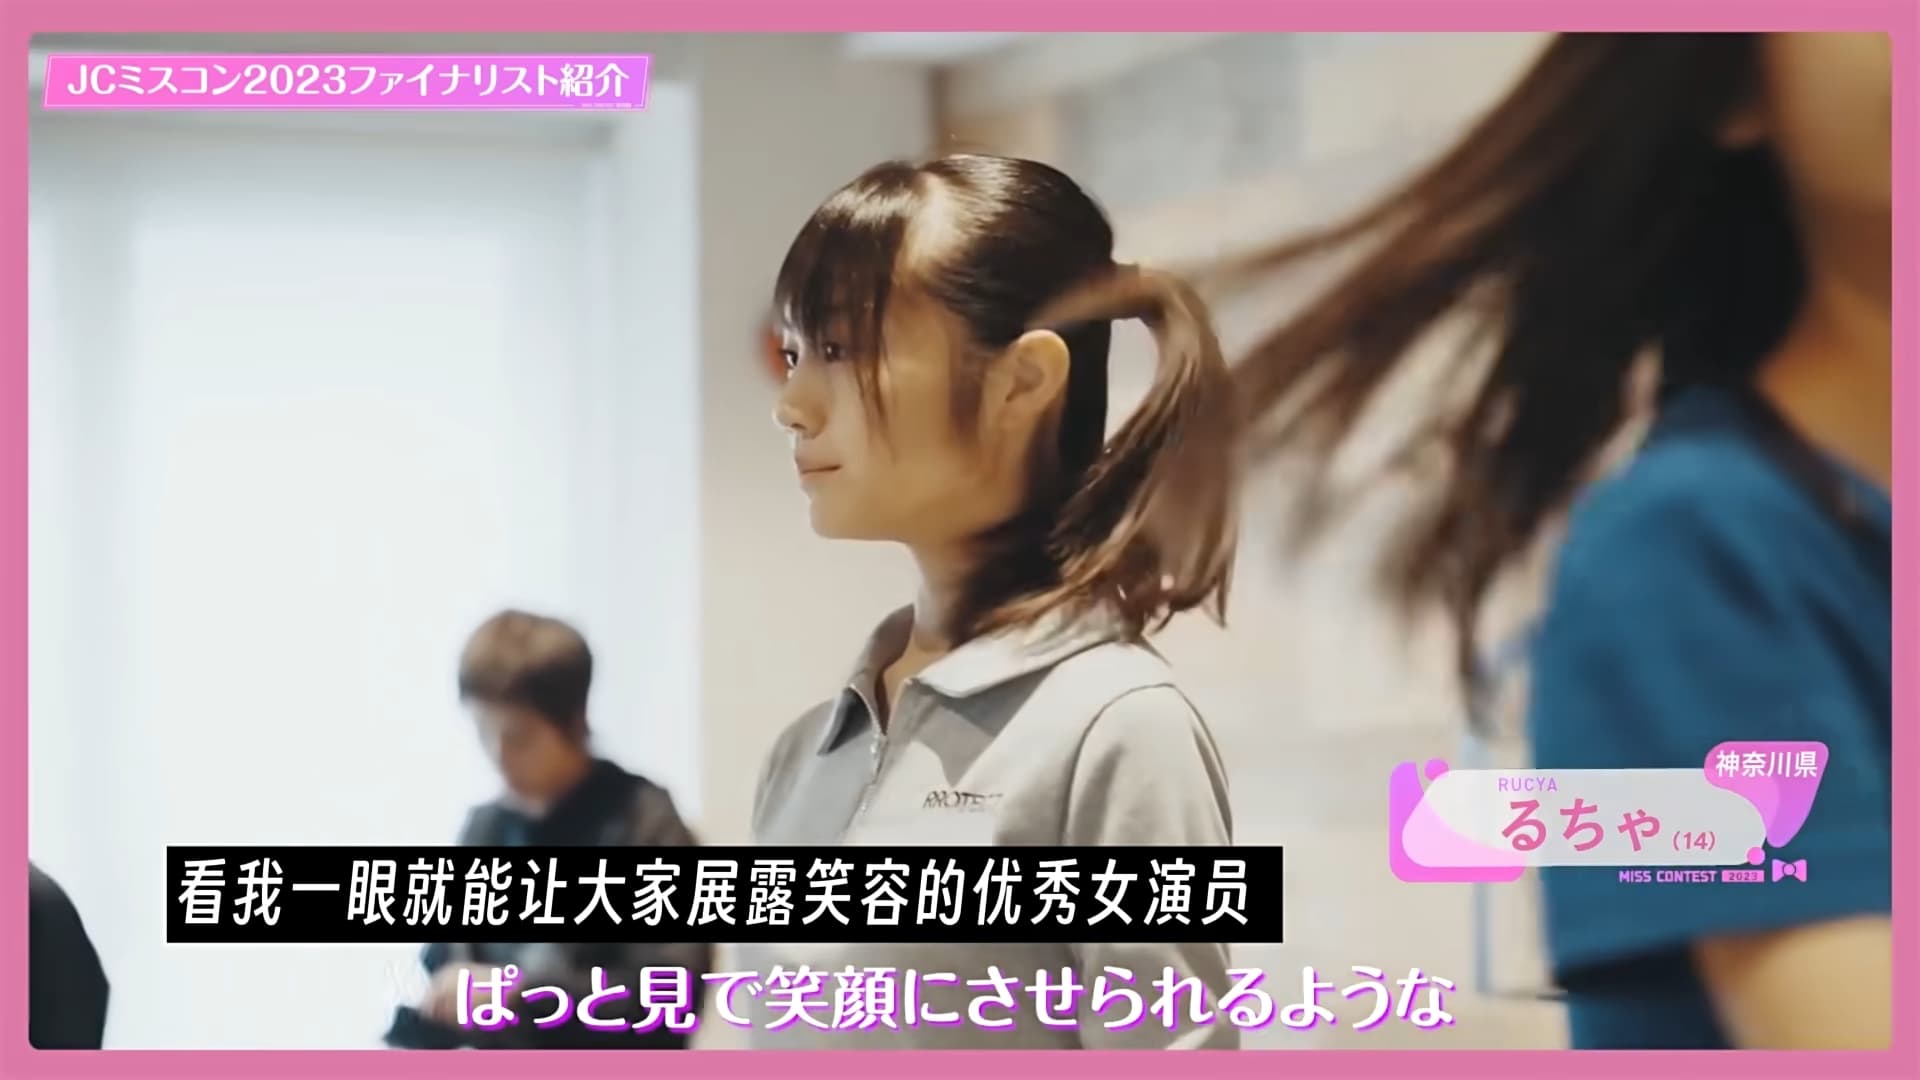 JCミスコン2023ファイナリスト紹介
神奈川県
RUCYA
るちゃ(14)
MISS CONTEST 2023
看我一眼就能让大家展露笑容的优秀女演员
ぱっと見で笑顔にさせられるような